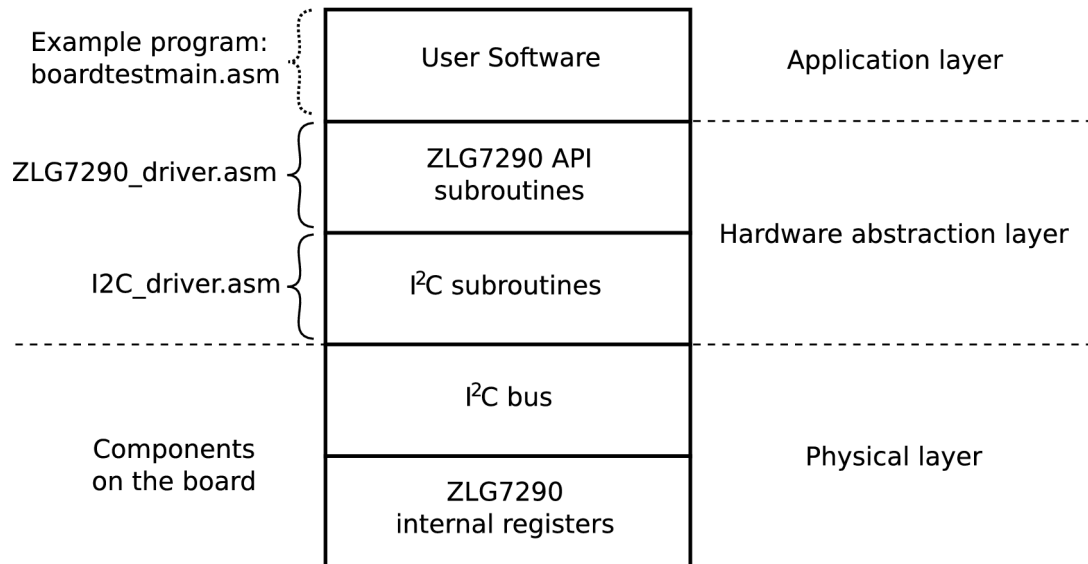 Example program:
boardtestmain.asm
User Software
Application layer
ZLG7290_driver.asm
ZLG7290 API
subroutines
Hardware abstraction layer
I2C_driver.asm
I²C subroutines
I²C bus
Components
on the board
Physical layer
ZLG7290
internal registers